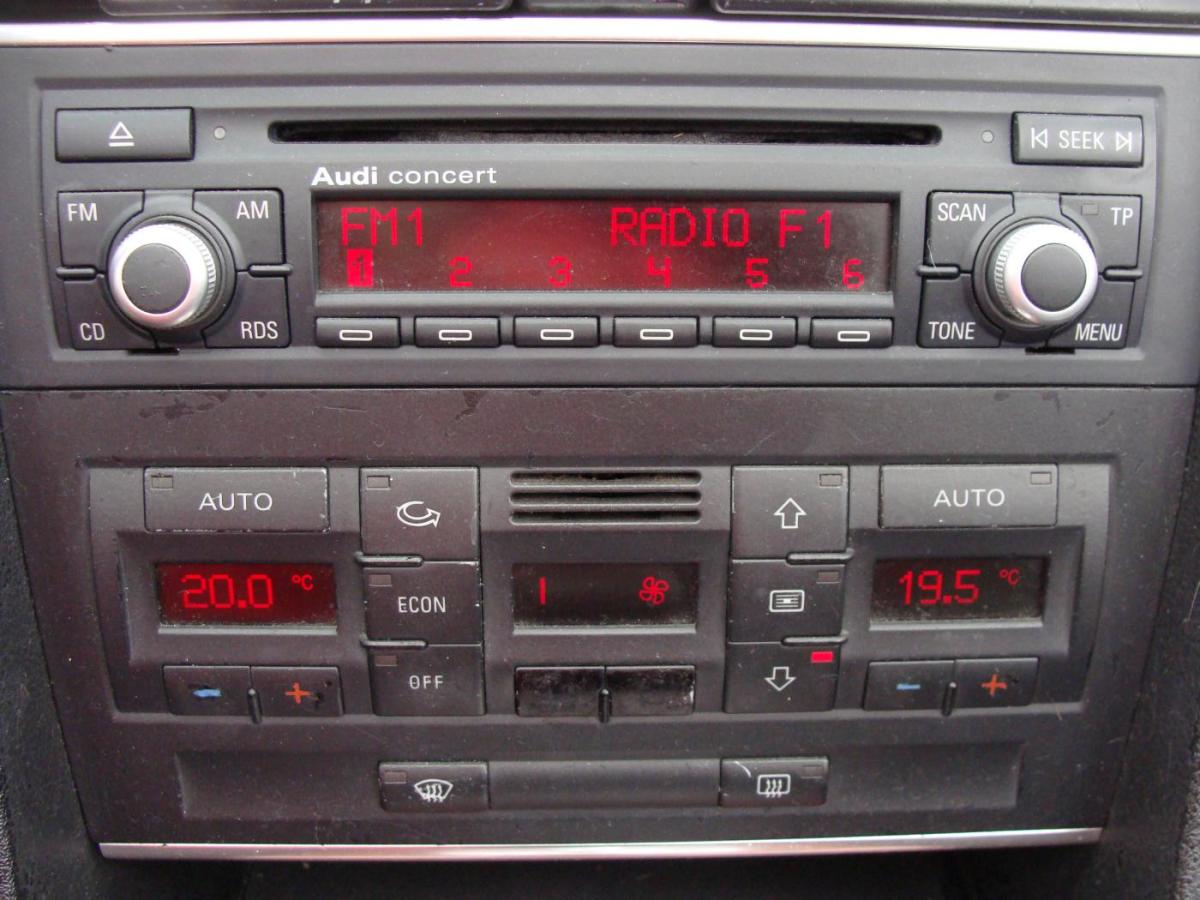 SEEK
Audi concert
FM AM
FM1 RADIO F1
SCAN TP
1 2 3 4 5 6
CD RDS
TONE MENU
AUTO AUTO
20.0 °C
ECON
19.5 °C
OFF
- +
- +